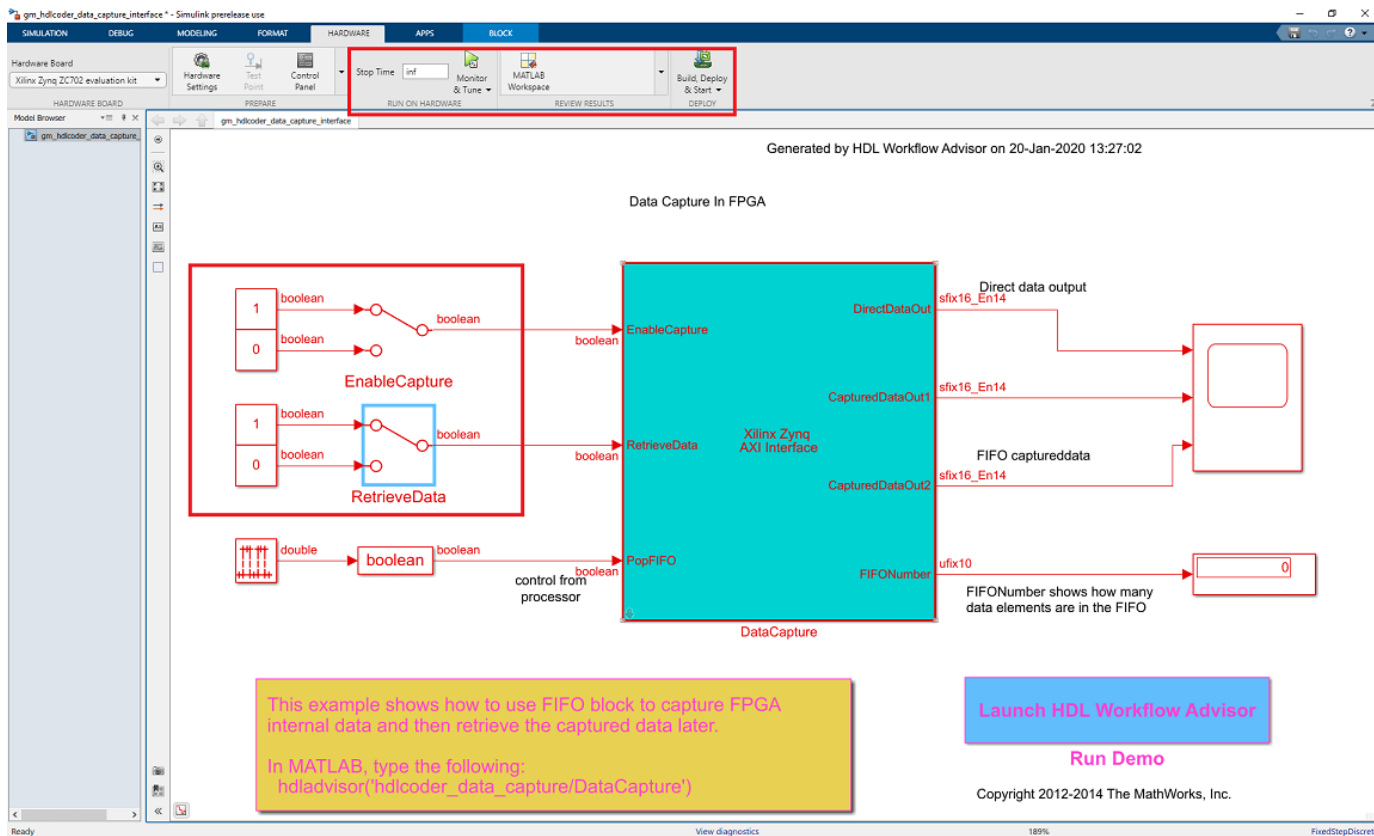 gm_hdlcoder_data_capture_interface * - Simulink prerelease use
SIMULATION DEBUG MODELING FORMAT HARDWARE APPS BLOCK
Hardware Board
Xilinx Zynq ZC702 evaluation kit
HARDWARE BOARD
Hardware
Settings
Test
Point
Control
Panel
PREPARE
Stop Time inf
Monitor
& Tune
RUN ON HARDWARE
MATLAB
Workspace
REVIEW RESULTS
Build, Deploy
& Start
DEPLOY
Model Browser
gm_hdlcoder_data_capture_
gm_hdlcoder_data_capture_interface
Generated by HDL Workflow Advisor on 20-Jan-2020 13:27:02
Data Capture In FPGA
1
boolean
0
boolean
boolean
boolean
EnableCapture
1
boolean
0
boolean
boolean
boolean
RetrieveData
double
boolean
boolean
boolean
control from
processor
EnableCapture
RetrieveData
PopFIFO
Xilinx Zynq
AXI Interface
DirectDataOut
CapturedDataOut1
CapturedDataOut2
FIFONumber
DataCapture
Direct data output
sfix16_En14
sfix16_En14
FIFO captureddata
sfix16_En14
ufix10
0
FIFONumber shows how many
data elements are in the FIFO
This example shows how to use FIFO block to capture FPGA
internal data and then retrieve the captured data later.
In MATLAB, type the following:
hdladvisor('hdlcoder_data_capture/DataCapture')
Launch HDL Workflow Advisor
Run Demo
Copyright 2012-2014 The MathWorks, Inc.
Ready
View diagnostics
189%
FixedStepDiscret